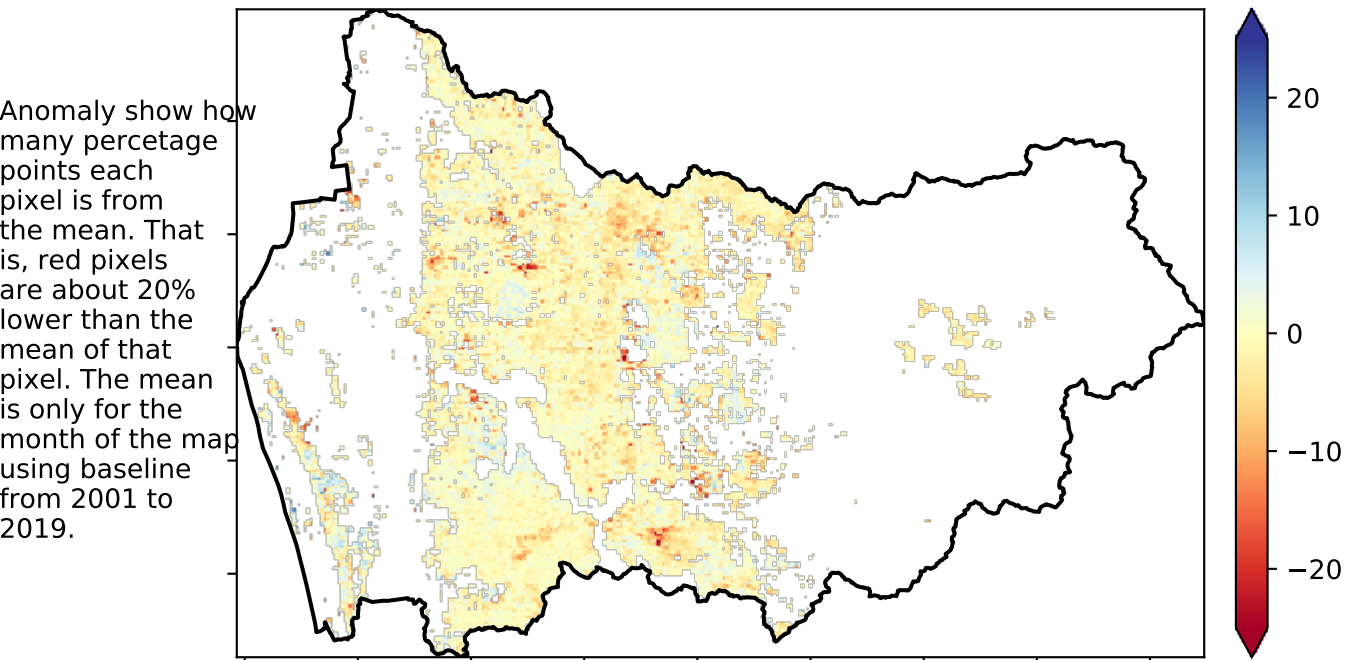 Anomaly show how
many percetage
points each
pixel is from
the mean. That
is, red pixels
are about 20%
lower than the
mean of that
pixel. The mean
is only for the
month of the map
using baseline
from 2001 to
2019.
20
10
0
−10
−20